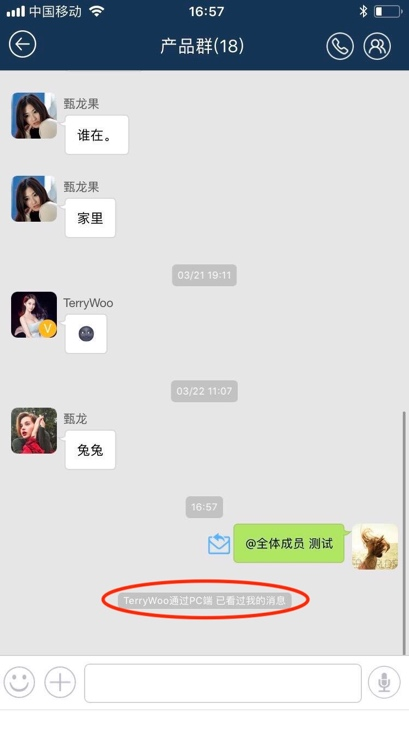 中国移动 16:57
产品群(18)
甄龙果
谁在。
甄龙果
家里
03/21 19:11
TerryWoo
V
03/22 11:07
甄龙
兔兔
16:57
@全体成员 测试
TerryWoo通过PC端 已看过我的消息